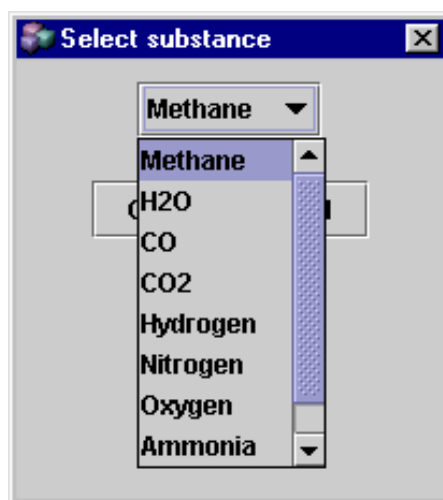 Select substance
Methane
Methane
H2O
CO
CO2
Hydrogen
Nitrogen
Oxygen
Ammonia